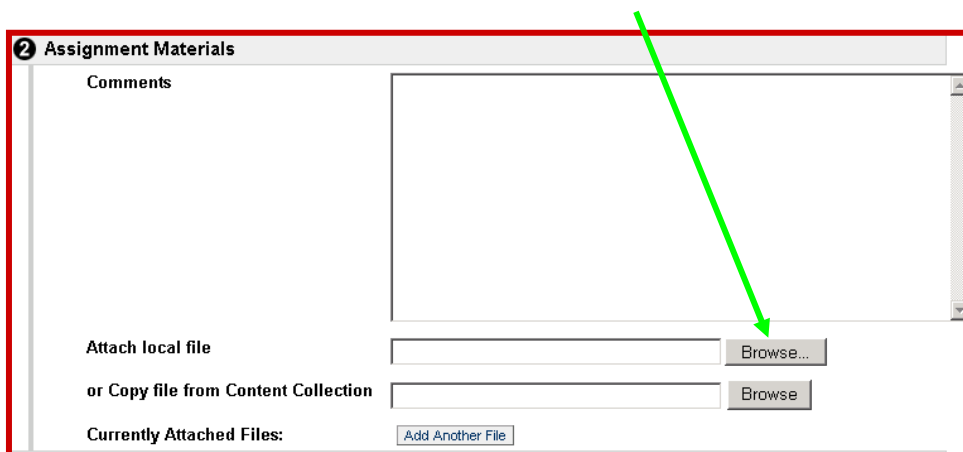 2 Assignment Materials
Comments
Attach local file Browse...
or Copy file from Content Collection Browse
Currently Attached Files: Add Another File